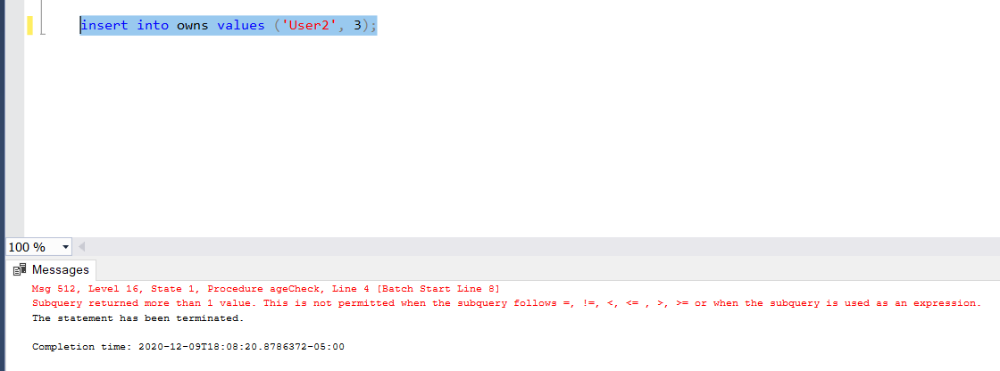 insert into owns values ('User2', 3);
100 %
Messages
Msg 512, Level 16, State 1, Procedure ageCheck, Line 4 [Batch Start Line 8]
Subquery returned more than 1 value. This is not permitted when the subquery follows =, !=, <, <= , >, >= or when the subquery is used as an expression.
The statement has been terminated.
Completion time: 2020-12-09T18:08:20.8786372-05:00